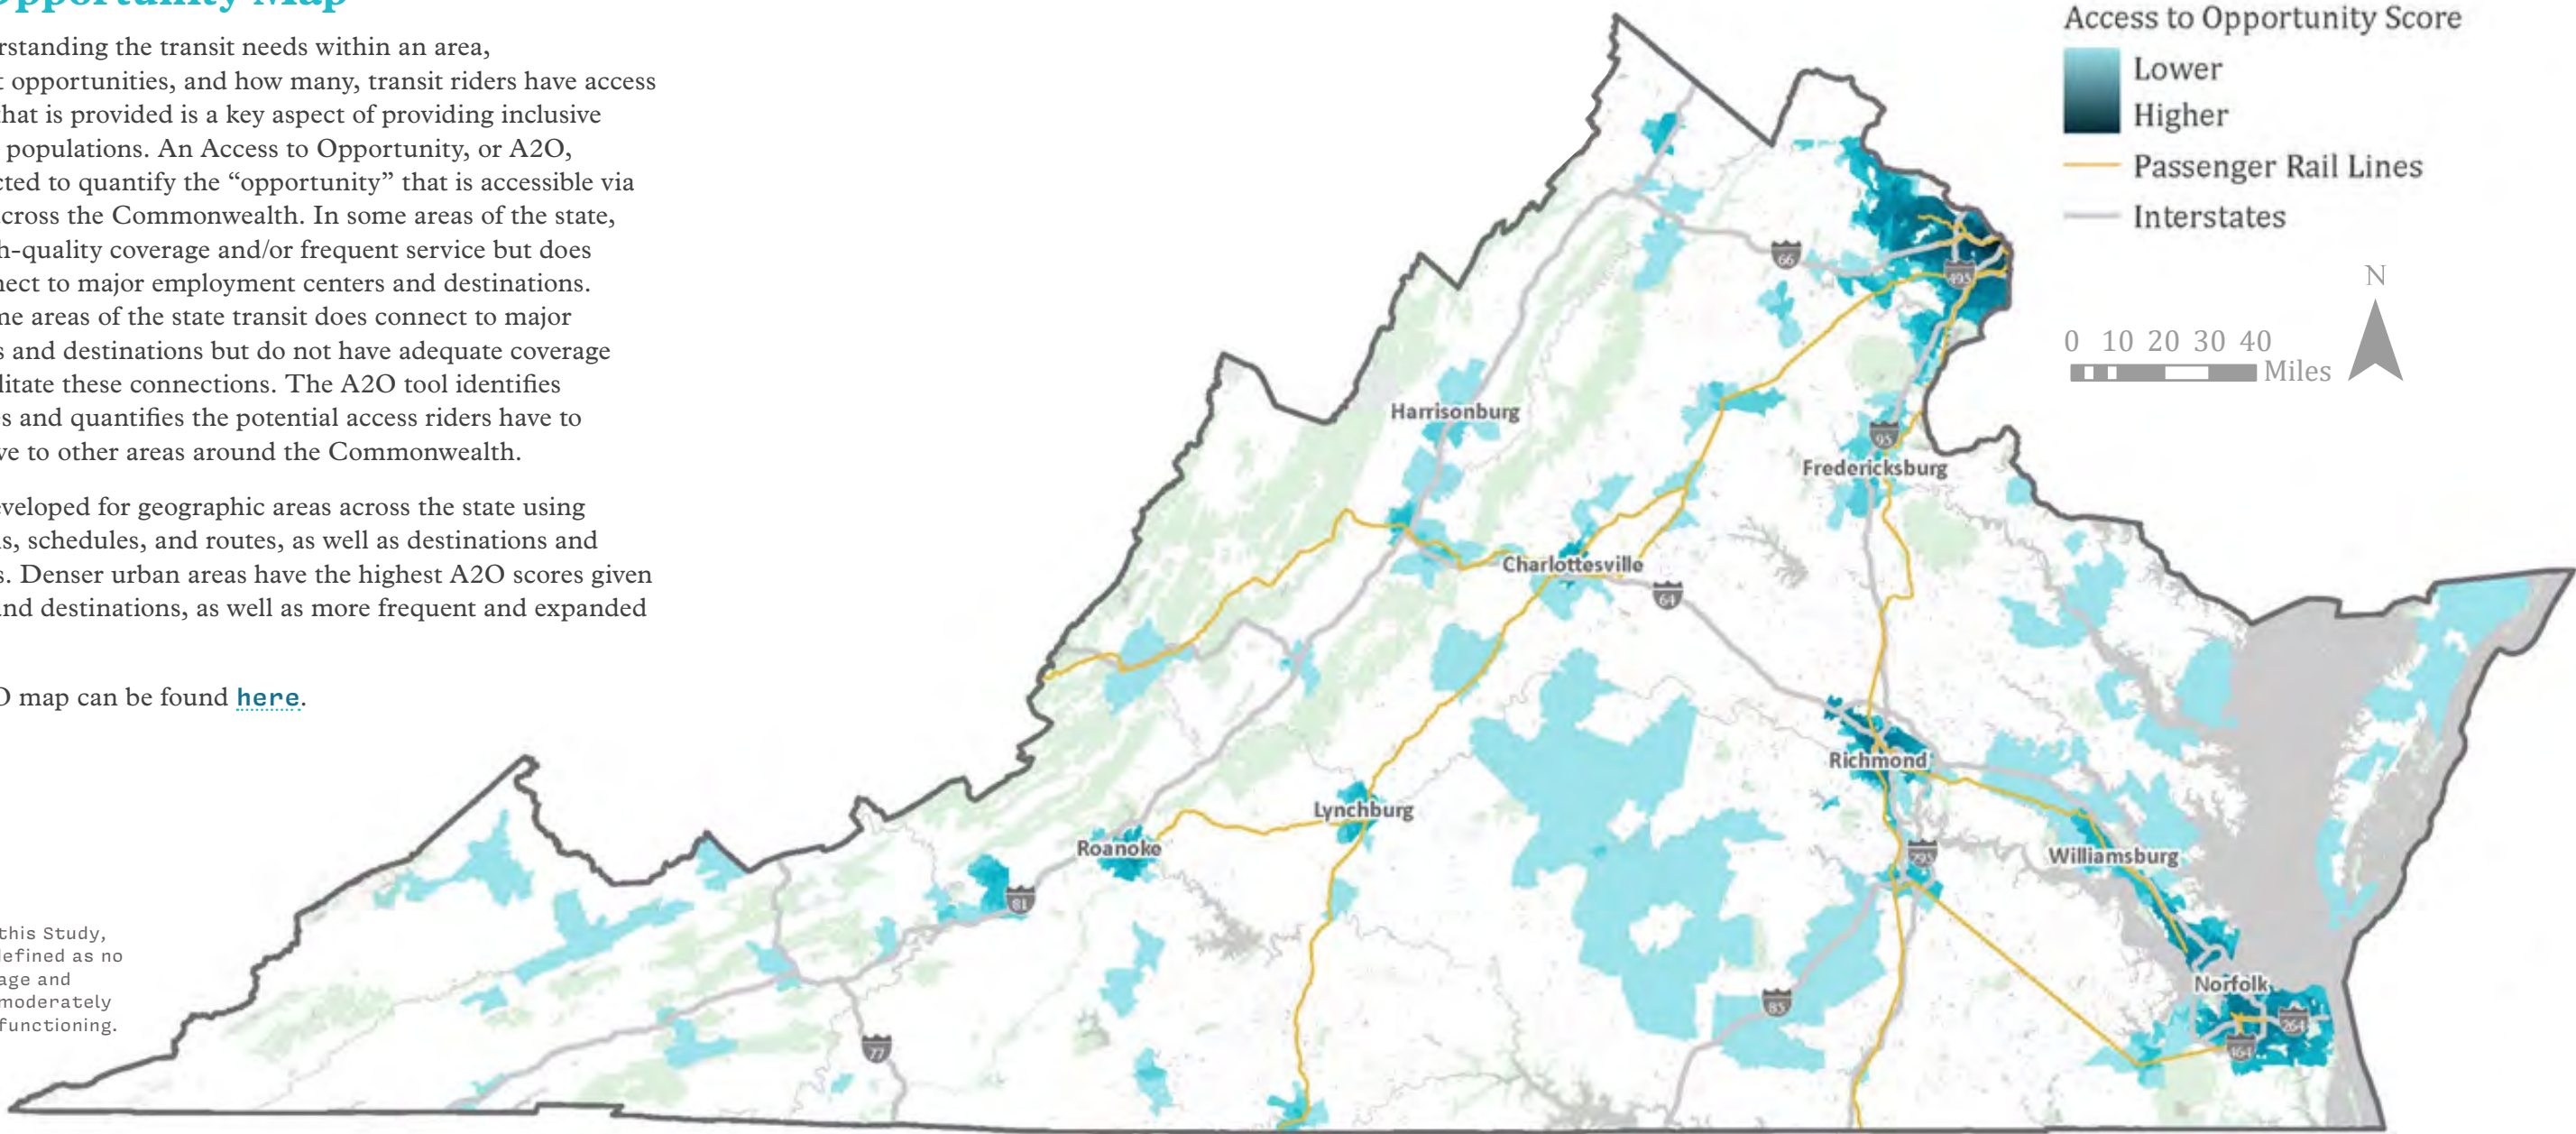 Opportunity Map
rstanding the transit needs within an area,
t opportunities, and how many, transit riders have access
that is provided is a key aspect of providing inclusive
populations. An Access to Opportunity, or A2O,
cted to quantify the “opportunity” that is accessible via
across the Commonwealth. In some areas of the state,
h-quality coverage and/or frequent service but does
nect to major employment centers and destinations.
me areas of the state transit does connect to major
s and destinations but do not have adequate coverage
litate these connections. The A2O tool identifies
es and quantifies the potential access riders have to
ve to other areas around the Commonwealth.
eveloped for geographic areas across the state using
ns, schedules, and routes, as well as destinations and
s. Denser urban areas have the highest A2O scores given
and destinations, as well as more frequent and expanded
O map can be found here.
this Study,
defined as no
age and
moderately
functioning.
Access to Opportunity Score
Lower
Higher
Passenger Rail Lines
Interstates
N
0 10 20 30 40
Miles
66
495
Harrisonburg
95
Fredericksburg
Charlottesville
64
Richmond
Lynchburg
Roanoke
295
Williamsburg
81
Norfolk
85
264
464
77